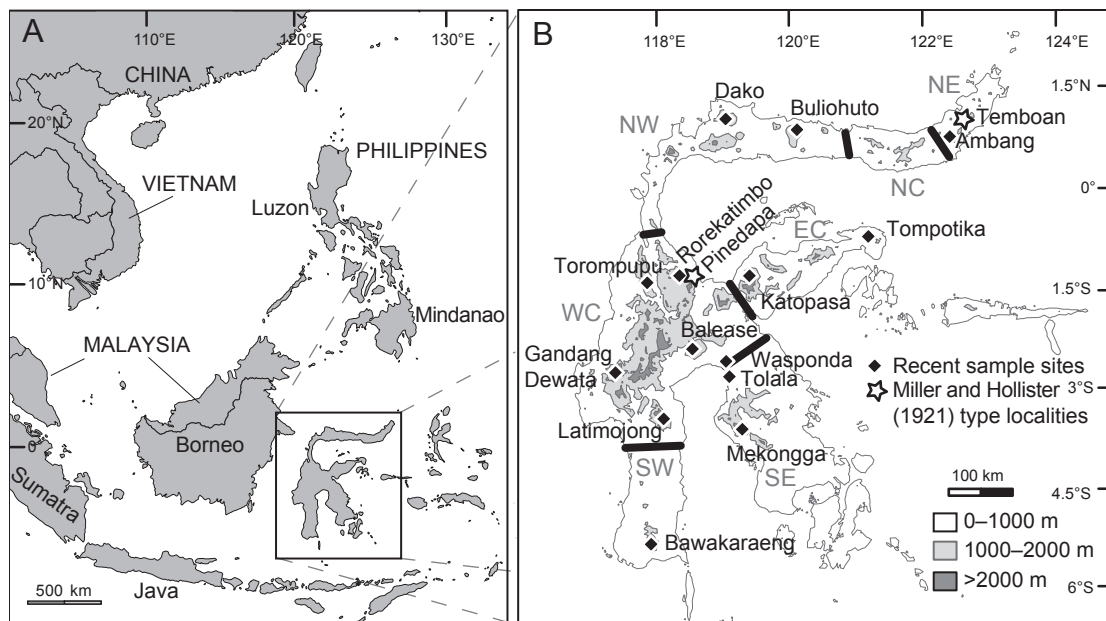 A
110°E
120°E
130°E
CHINA
20°N
PHILIPPINES
VIETNAM
Luzon
10°N
Mindanao
MALAYSIA
Borneo
0°
Sumatra
Java
500 km
B
118°E
120°E
122°E
124°E
NE
1.5°N
Dako
Buliohuto
NW
Temboan
Ambang
NC
0°
Rorekatimbo
Pinedapa
EC
Tompotika
Torompupu
1.5°S
Katopasa
WC
Balease
Gandang
Dewata
Wasponda
Tolala
Recent sample sites
3°S
Miller and Hollister
(1921) type localities
Latimojong
Mekongga
SW
SE
100 km
4.5°S
0–1000 m
1000–2000 m
>2000 m
Bawakaraeng
6°S